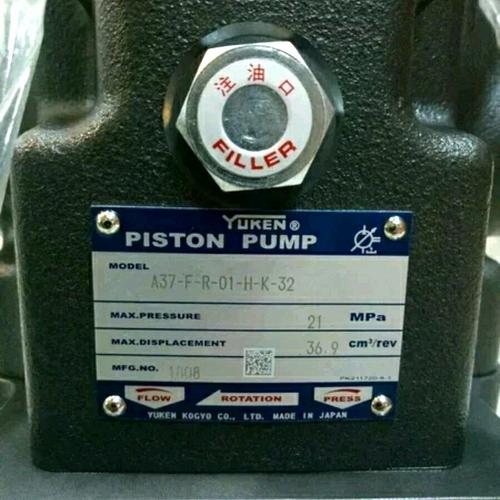 注油口
FILLER
YUKEN®
PISTON PUMP
MODEL
A37-F-R-01-H-K-32
MAX.PRESSURE 21 MPa
MAX.DISPLACEMENT 36.9 cm³/rev
MFG.NO. 1808
FLOW ROTATION PRESS
YUKEN KOGYO CO., LTD. MADE IN JAPAN